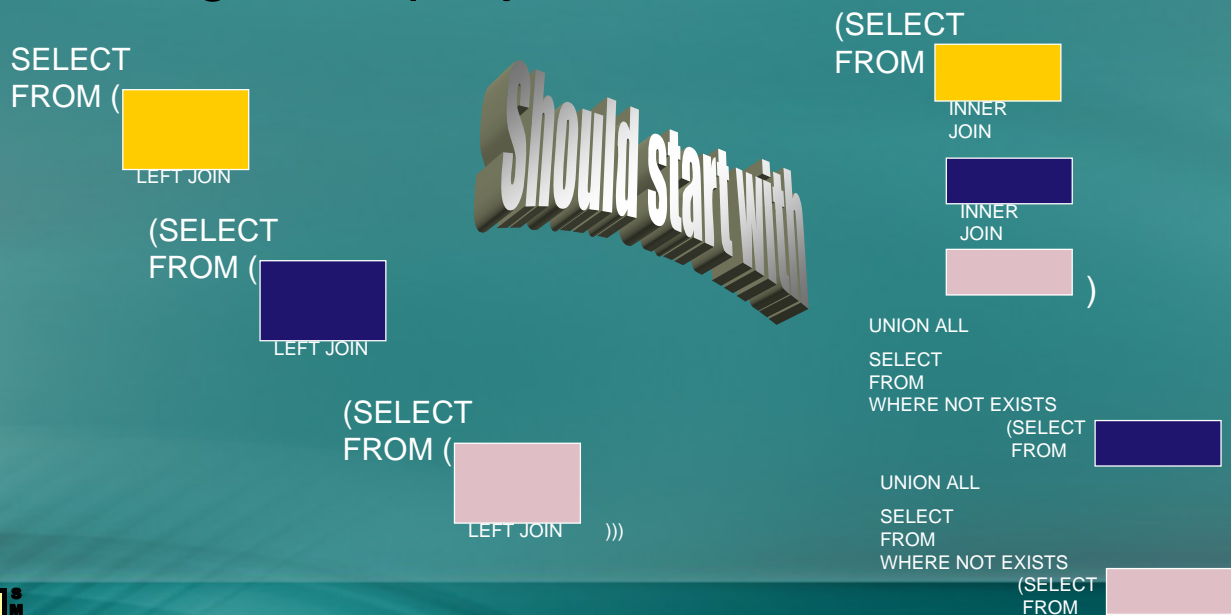 SELECT
FROM (
LEFT JOIN
(SELECT
FROM (
LEFT JOIN
(SELECT
FROM (
LEFT JOIN )))
Should start with
(SELECT
FROM
INNER
JOIN
INNER
JOIN
)
UNION ALL
SELECT
FROM
WHERE NOT EXISTS
(SELECT
FROM
UNION ALL
SELECT
FROM
WHERE NOT EXISTS
(SELECT
FROM
S
M